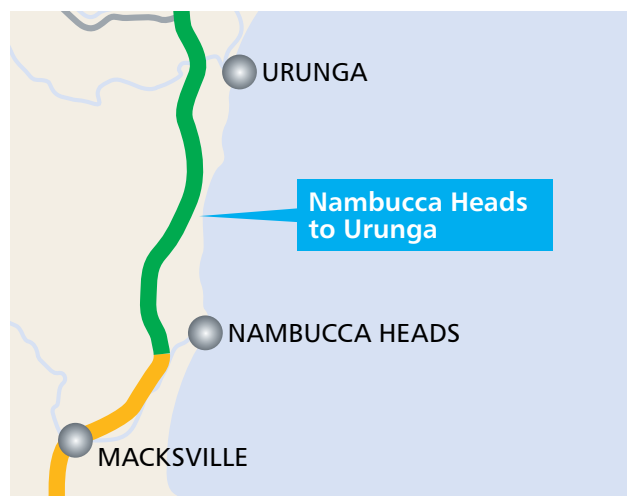 URUNGA
Nambucca Heads
to Urunga
NAMBUCCA HEADS
MACKSVILLE